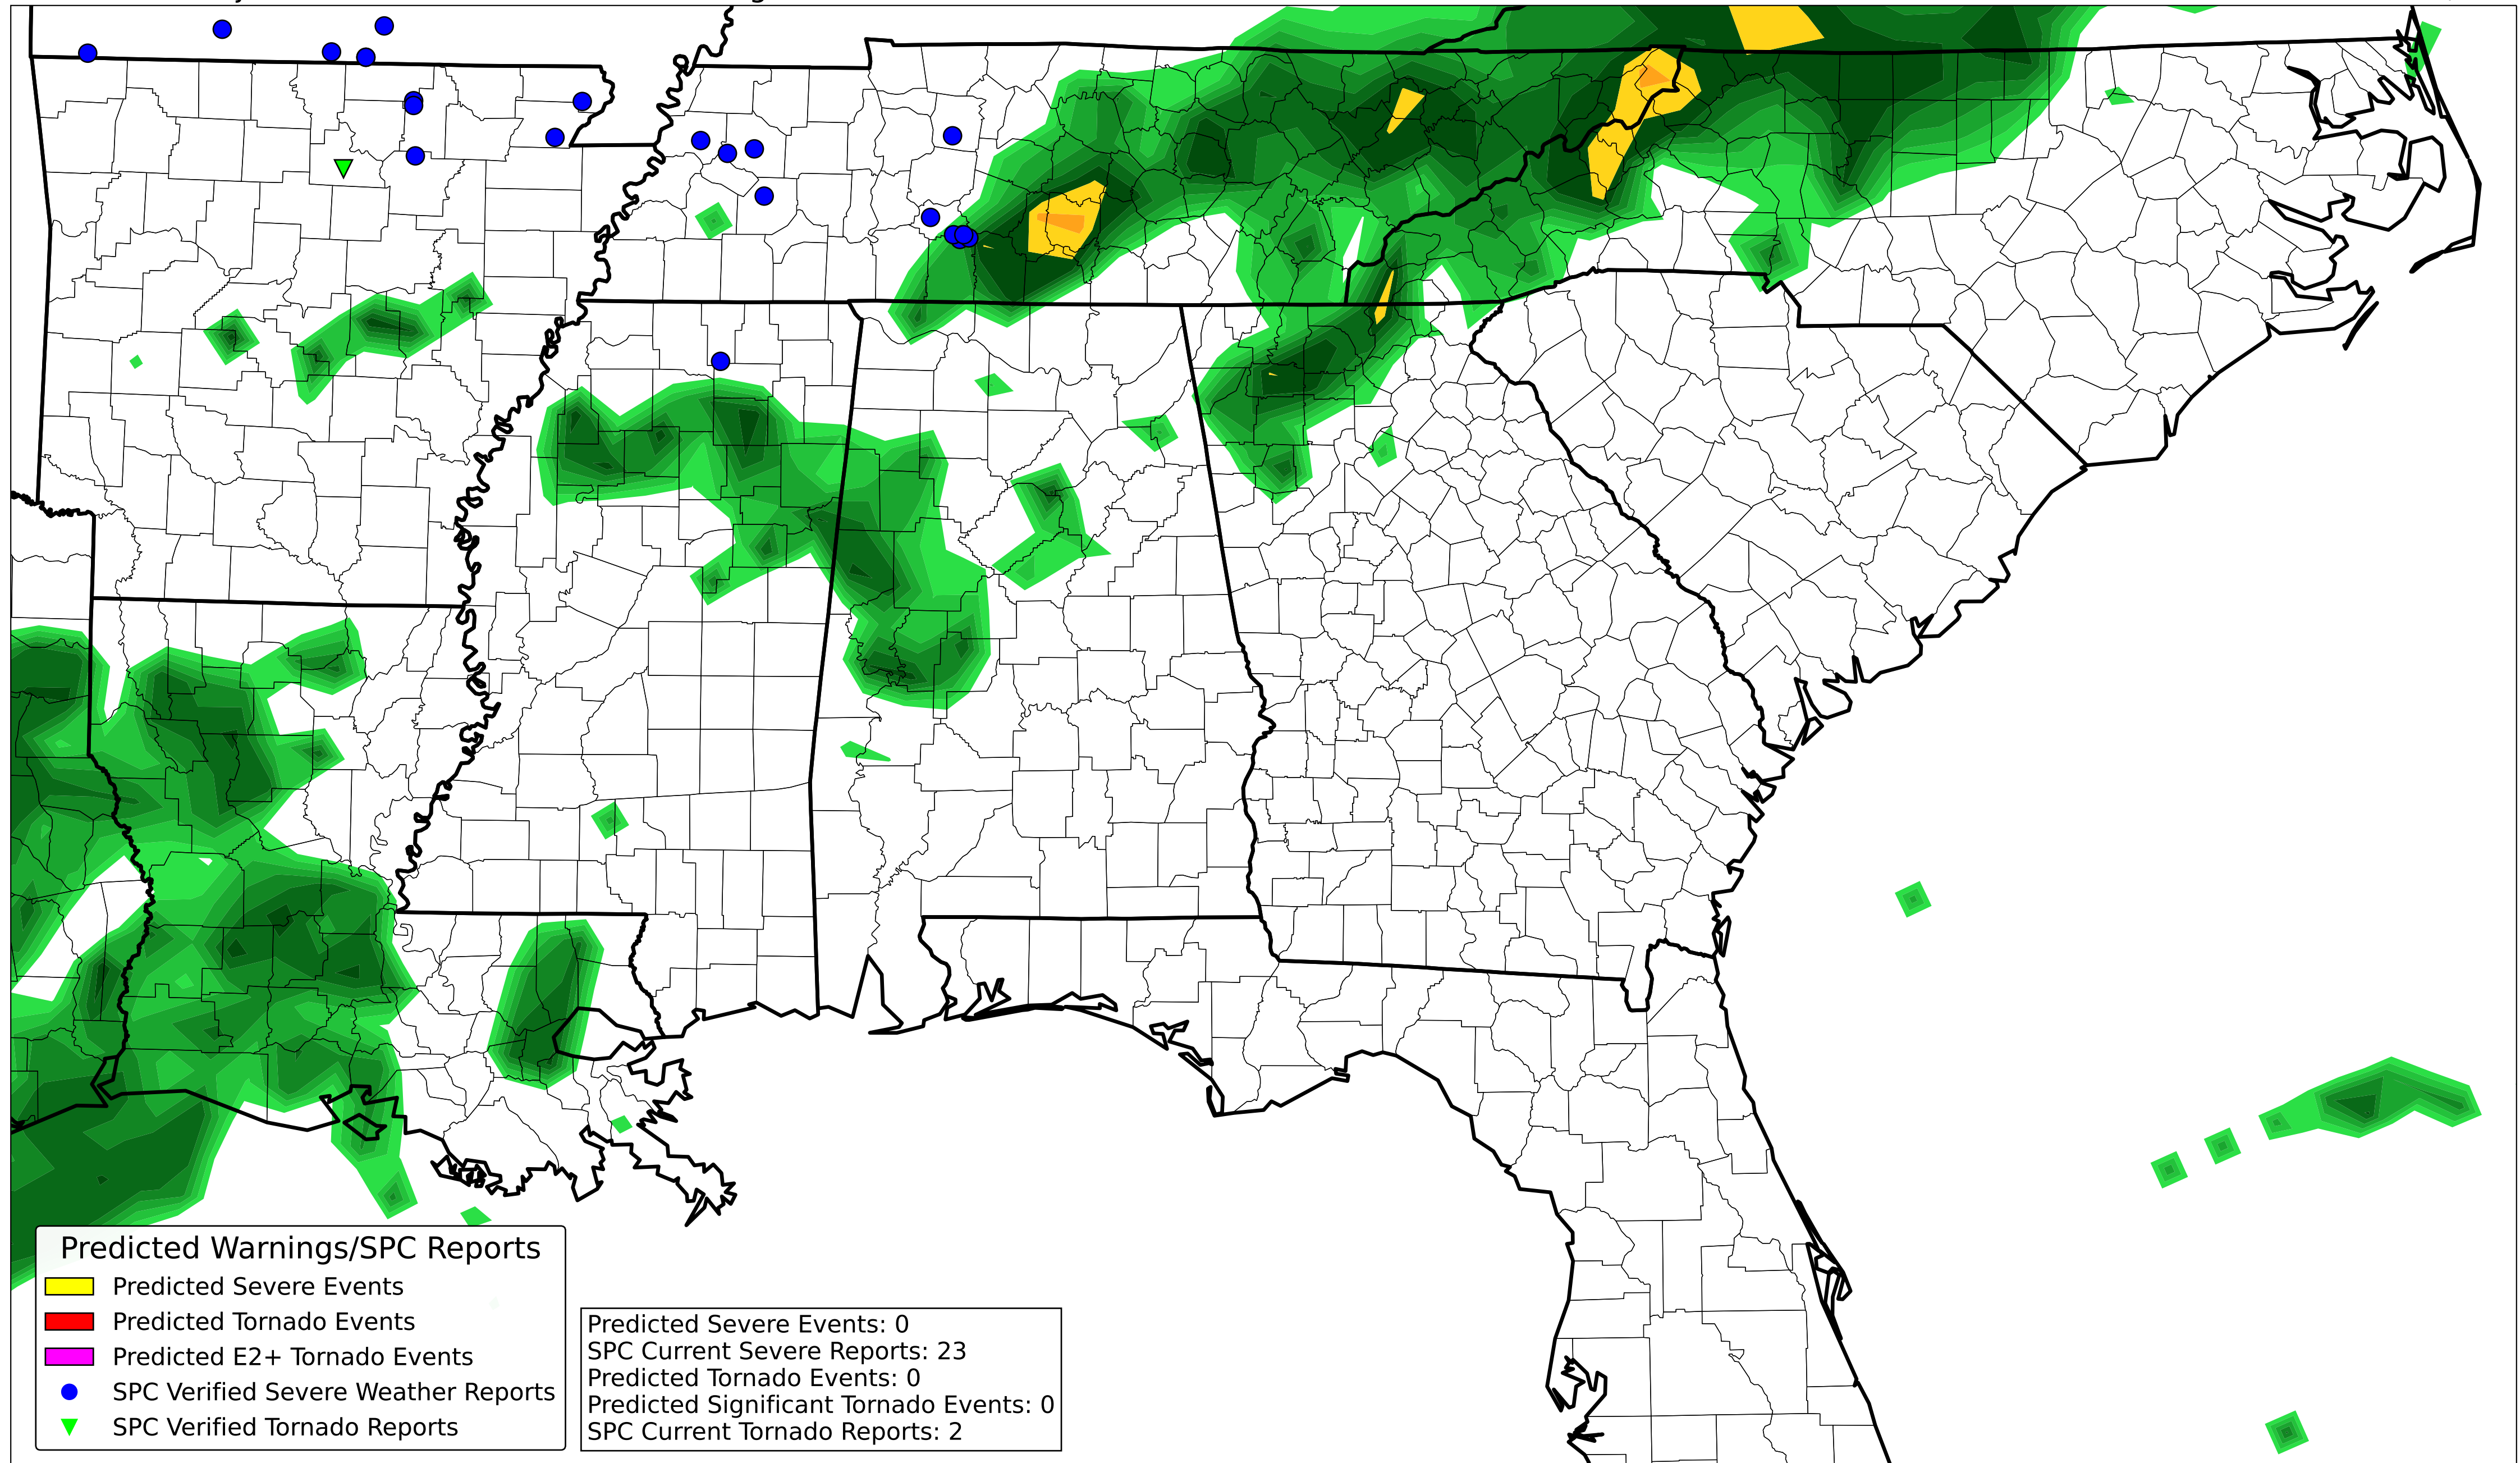 Predicted Warnings/SPC Reports
Predicted Severe Events
Predicted Tornado Events
Predicted E2+ Tornado Events
SPC Verified Severe Weather Reports
SPC Verified Tornado Reports
Predicted Severe Events: 0
SPC Current Severe Reports: 23
Predicted Tornado Events: 0
Predicted Significant Tornado Events: 0
SPC Current Tornado Reports: 2